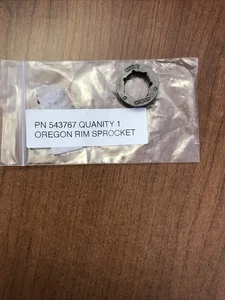 PN 543767 QUANITY 1
OREGON RIM SPROCKET